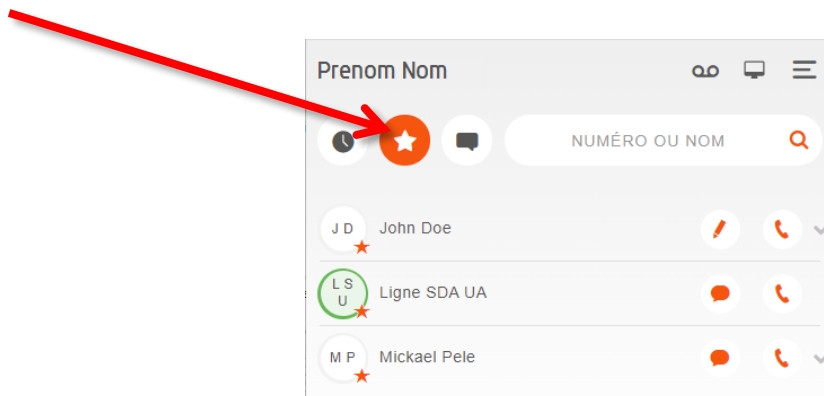 Prenom Nom
NUMÉRO OU NOM
J D
John Doe
L S
U
Ligne SDA UA
M P
Mickael Pele